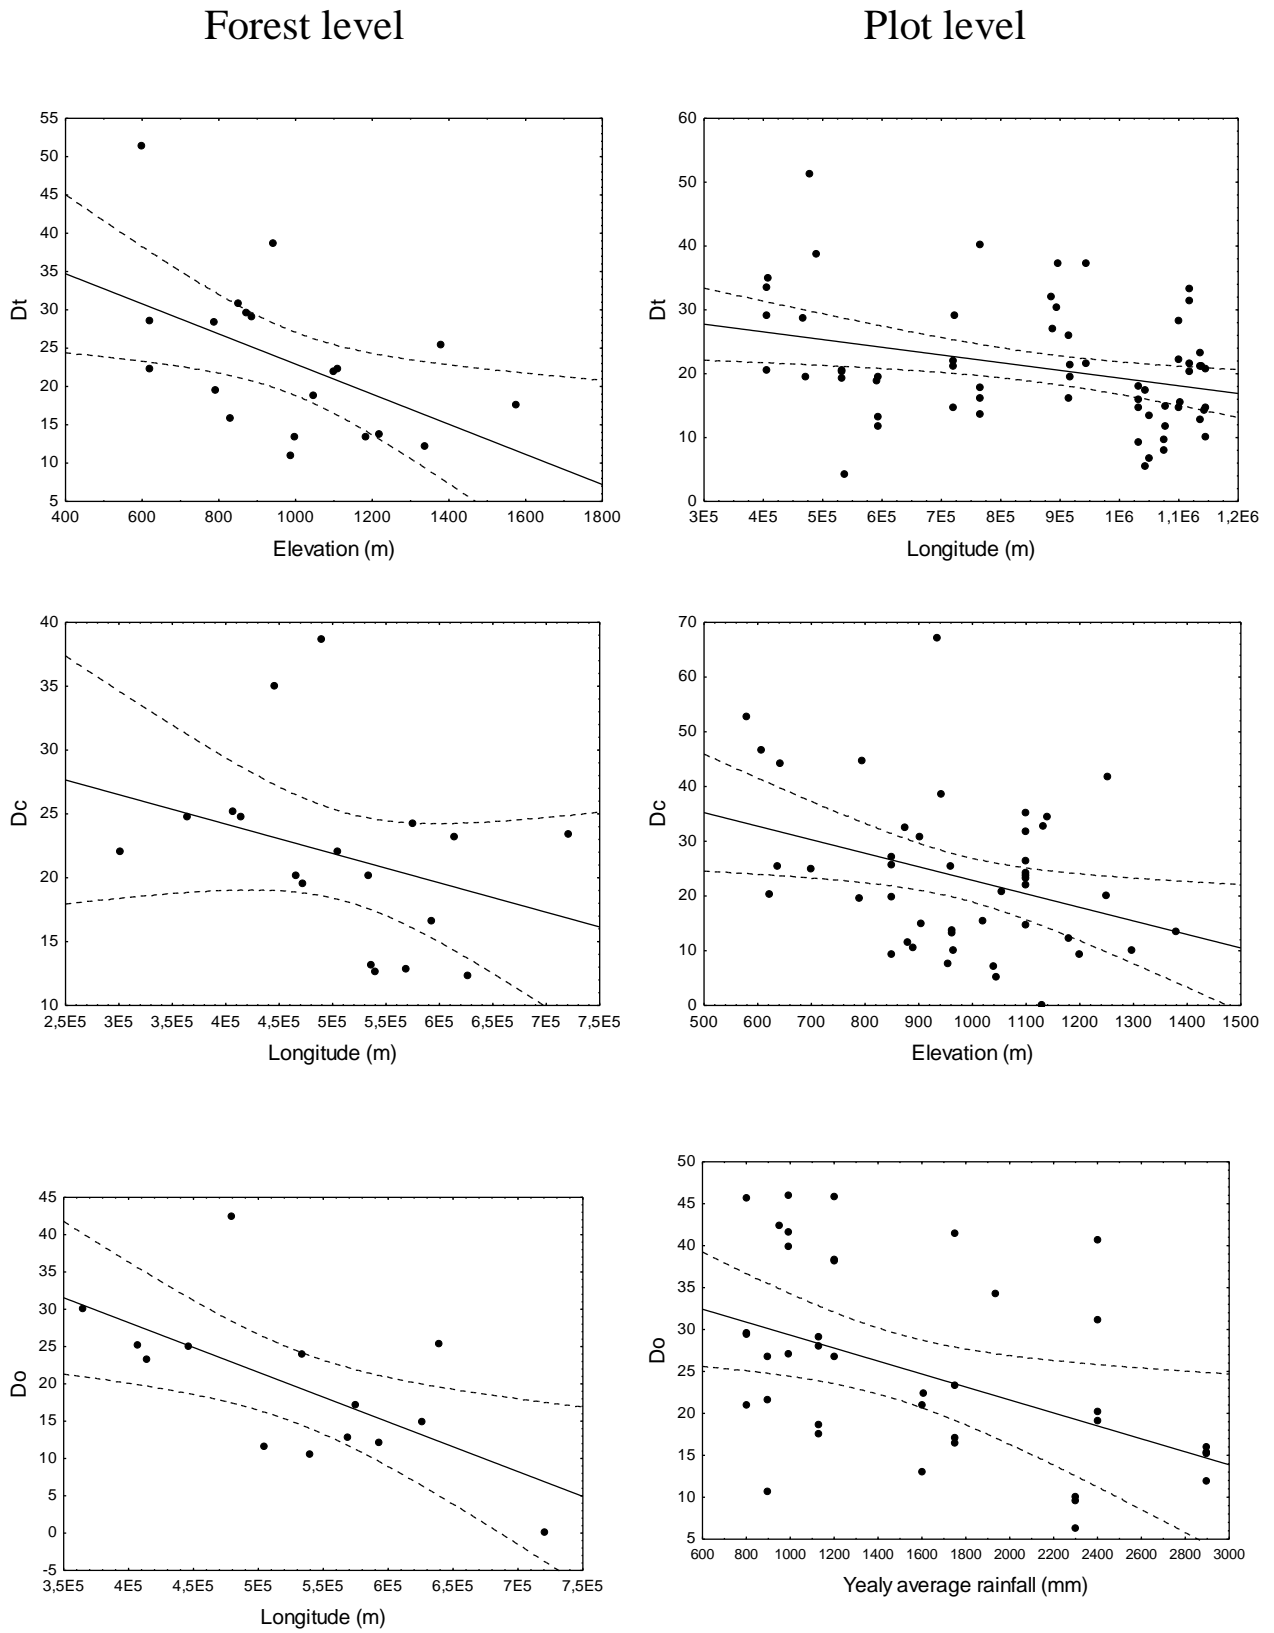 Forest level
Plot level
55
50
45
40
35
30
25
20
15
10
5
Dt
400 600 800 1000 1200 1400 1600 1800
Elevation (m)
60
50
40
30
20
10
0
Dt
3E5 4E5 5E5 6E5 7E5 8E5 9E5 1E6 1,1E6 1,2E6
Longitude (m)
40
35
30
25
20
15
10
Dc
2,5E5 3E5 3,5E5 4E5 4,5E5 5E5 5,5E5 6E5 6,5E5 7E5 7,5E5
Longitude (m)
70
60
50
40
30
20
10
0
Dc
500 600 700 800 900 1000 1100 1200 1300 1400 1500
Elevation (m)
45
40
35
30
25
20
15
10
5
0
-5
Do
3,5E5 4E5 4,5E5 5E5 5,5E5 6E5 6,5E5 7E5 7,5E5
Longitude (m)
50
45
40
35
30
25
20
15
10
5
Do
600 800 1000 1200 1400 1600 1800 2000 2200 2400 2600 2800 3000
Yealy average rainfall (mm)